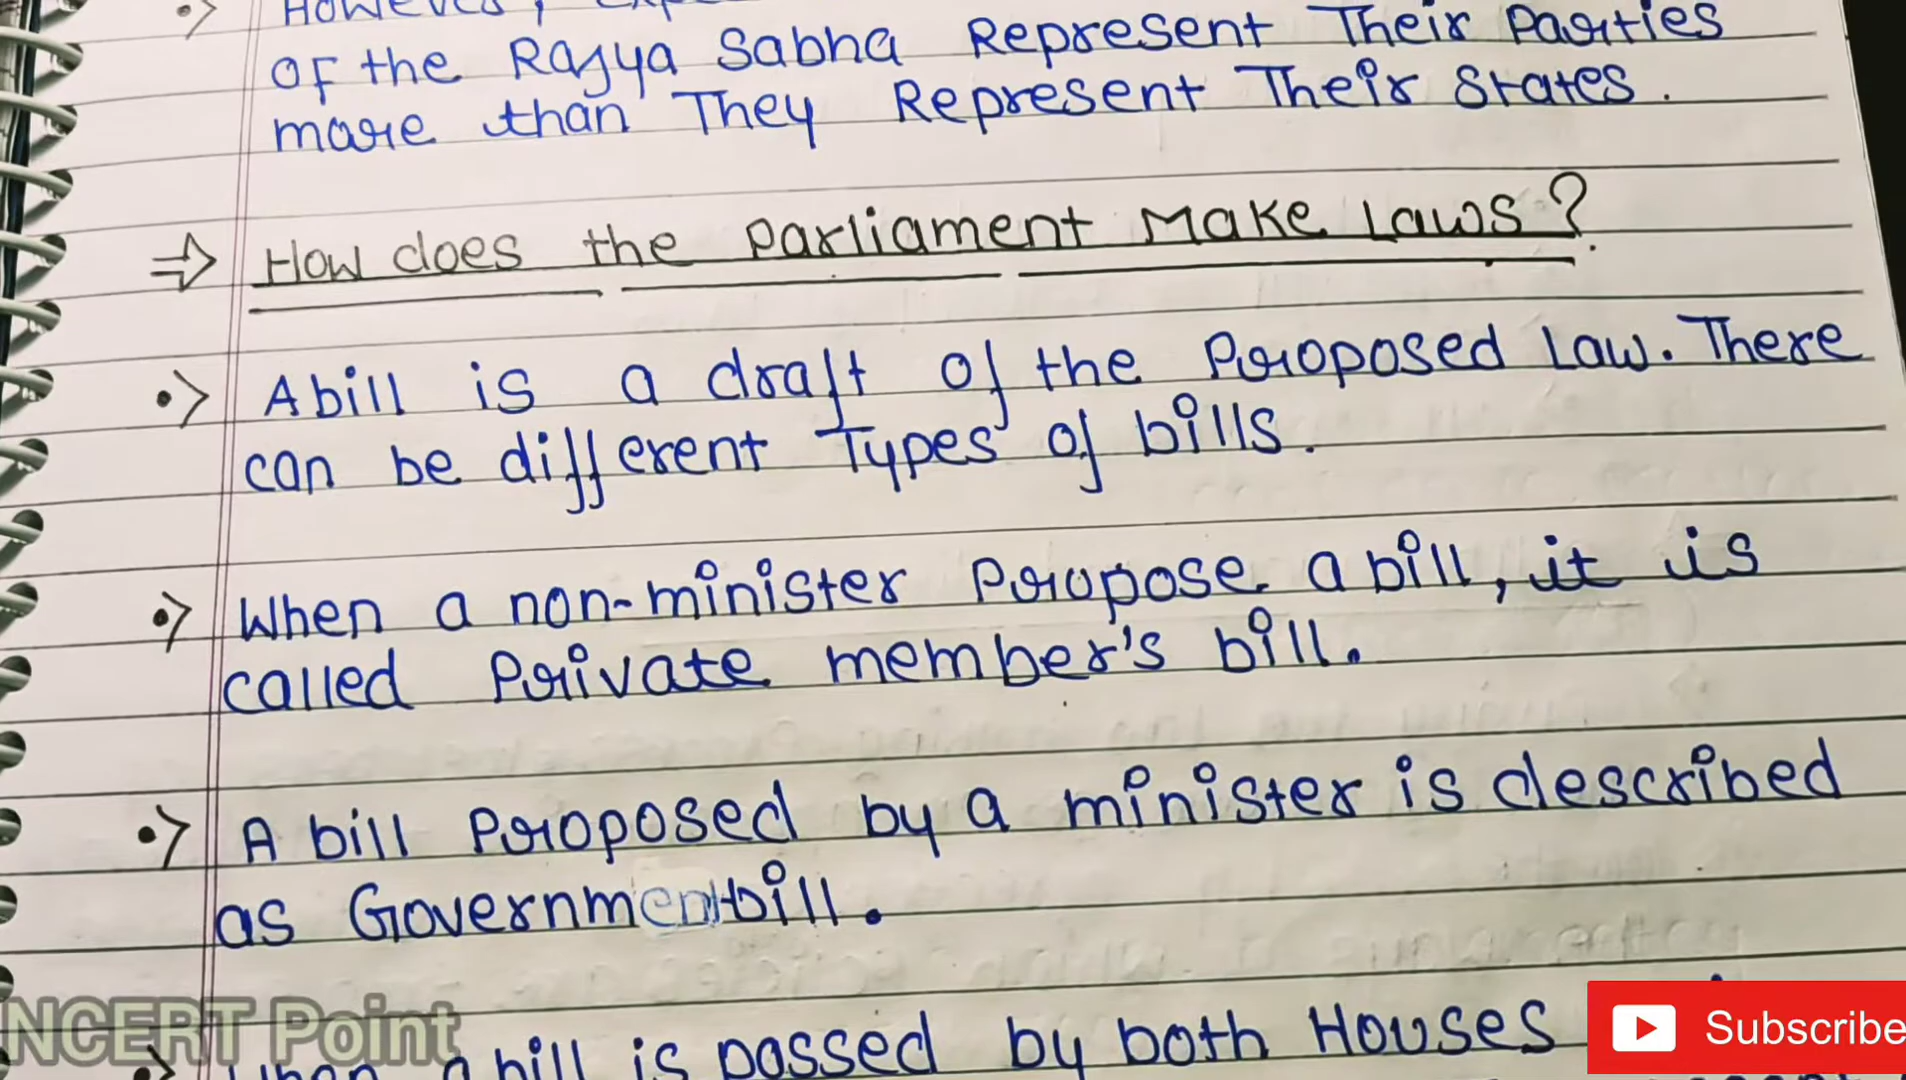 However,
of the Rajya Sabha Represent Their Parties
more than They Represent Their States.
How does the Parliament Make Laws?
A bill is a draft of the Proposed Law. There
can be different Types of bills.
When a non-minister Propose a bill, it is
called Private member's bill.
A bill Proposed by a minister is described
as Government bill.
NCERT Point
When a bill is passed by both Houses
Subscribe